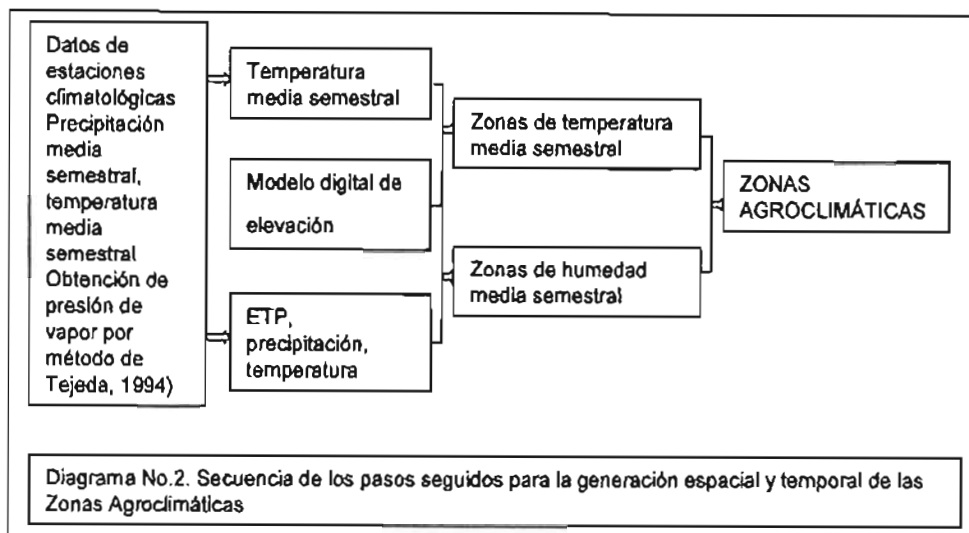 Datos de
estaciones
climatológicas
Precipitación
media
semestral,
temperatura
media
semestral
Obtención de
presión de
vapor por
método de
Tejeda, 1994)
Temperatura
media semestral
Modelo digital de
elevación
ETP,
precipitación,
temperatura
Zonas de temperatura
media semestral
Zonas de humedad
media semestral
ZONAS
AGROCLIMÁTICAS
Diagrama No.2. Secuencia de los pasos seguidos para la generación espacial y temporal de las
Zonas Agroclimáticas